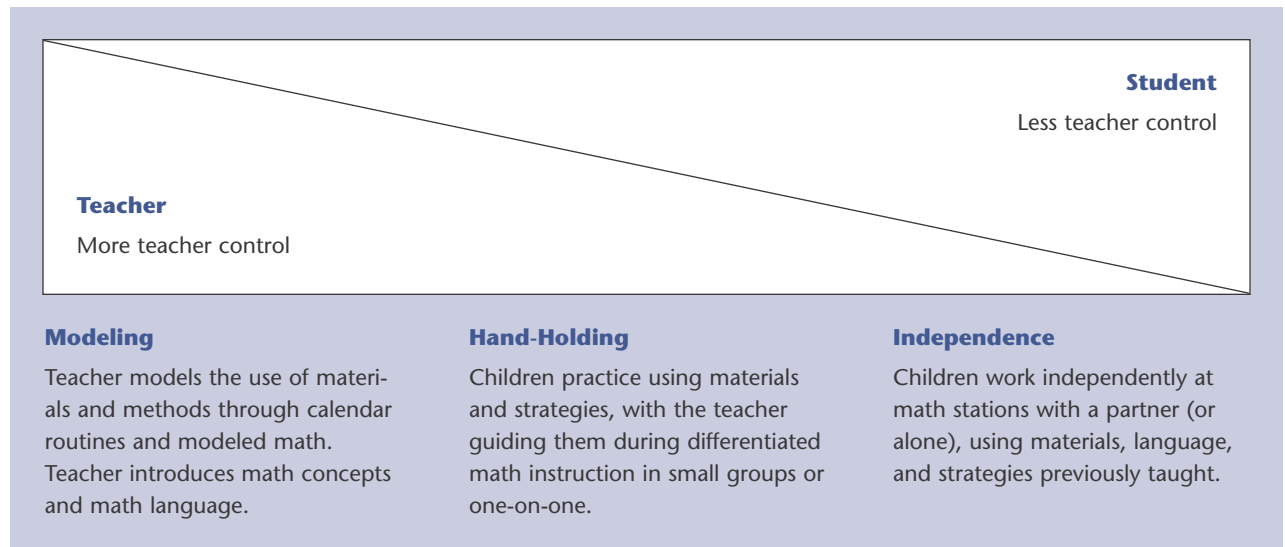 Student
Less teacher control
Teacher
More teacher control
Modeling
Teacher models the use of materi-
als and methods through calendar
routines and modeled math.
Teacher introduces math concepts
and math language.
Hand-Holding
Children practice using materials
and strategies, with the teacher
guiding them during differentiated
math instruction in small groups or
one-on-one.
Independence
Children work independently at
math stations with a partner (or
alone), using materials, language,
and strategies previously taught.